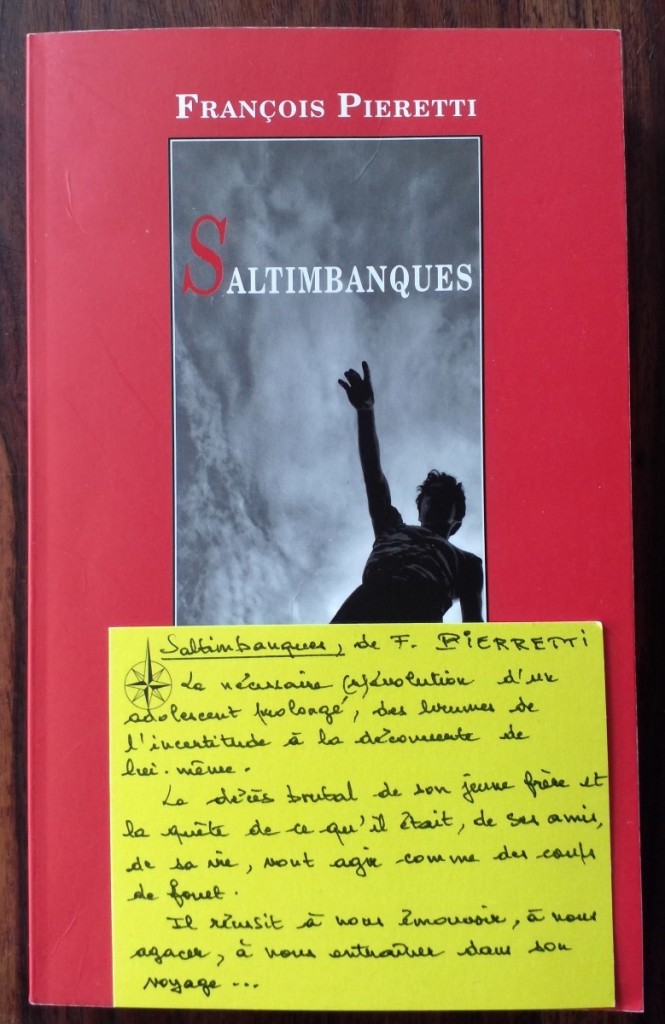 FRANÇOIS PIERETTI
SALTIMBANQUES
Saltimbanques, de F. PIERRETTI
La nécessaire (r)évolution d'un
adolescent prolongé, des brumes de
l'incertitude à la découverte de
lui-même.
Le décès brutal de son jeune frère et
la quête de ce qu'il était, de ses amis,
de sa vie, vont agir comme des coups
de fouet.
Il réussit à nous émouvoir, à nous
agacer, à nous entraîner dans son
voyage...